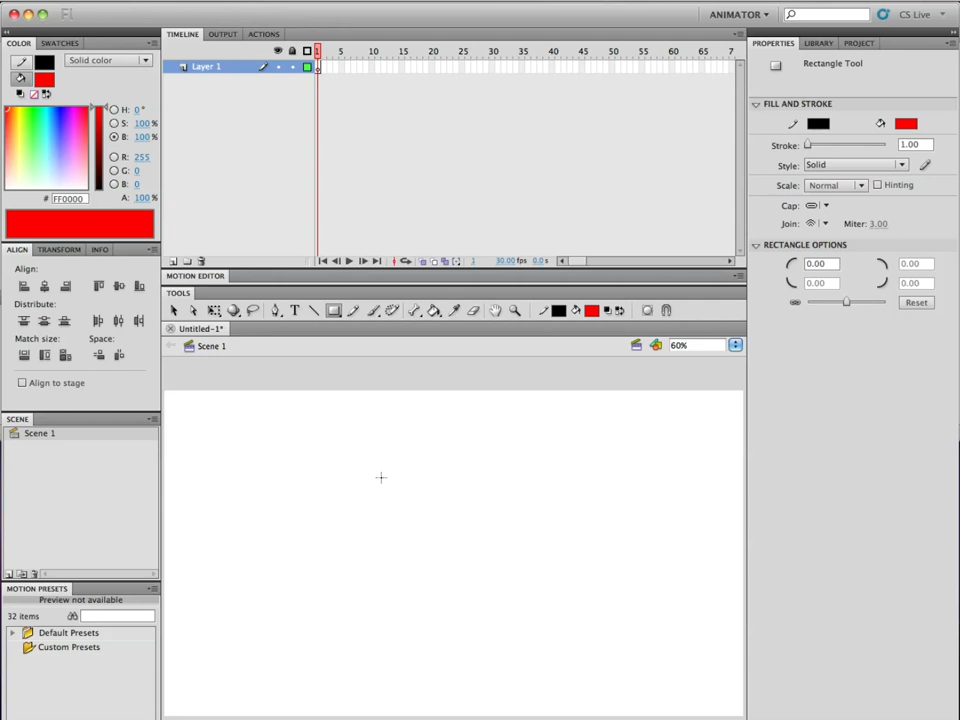 Fl
ANIMATOR
CS Live
COLOR SWATCHES
Solid color
H: 0 °
S: 100 %
B: 100 %
R: 255
G: 0
B: 0
# FF0000
A: 100 %
ALIGN TRANSFORM INFO
Align:
Distribute:
Match size: Space:
Align to stage
SCENE
Scene 1
MOTION PRESETS
Preview not available
32 items
Default Presets
Custom Presets
TIMELINE OUTPUT ACTIONS
1 5 10 15 20 25 30 35 40 45 50 55 60 65 7
Layer 1
1 30.00 fps 0.0 s
MOTION EDITOR
TOOLS
T
Untitled-1*
Scene 1
60%
PROPERTIES LIBRARY PROJECT
Rectangle Tool
FILL AND STROKE
Stroke: 1.00
Style: Solid
Scale: Normal Hinting
Cap:
Join: Miter: 3.00
RECTANGLE OPTIONS
0.00 0.00
0.00 0.00
Reset